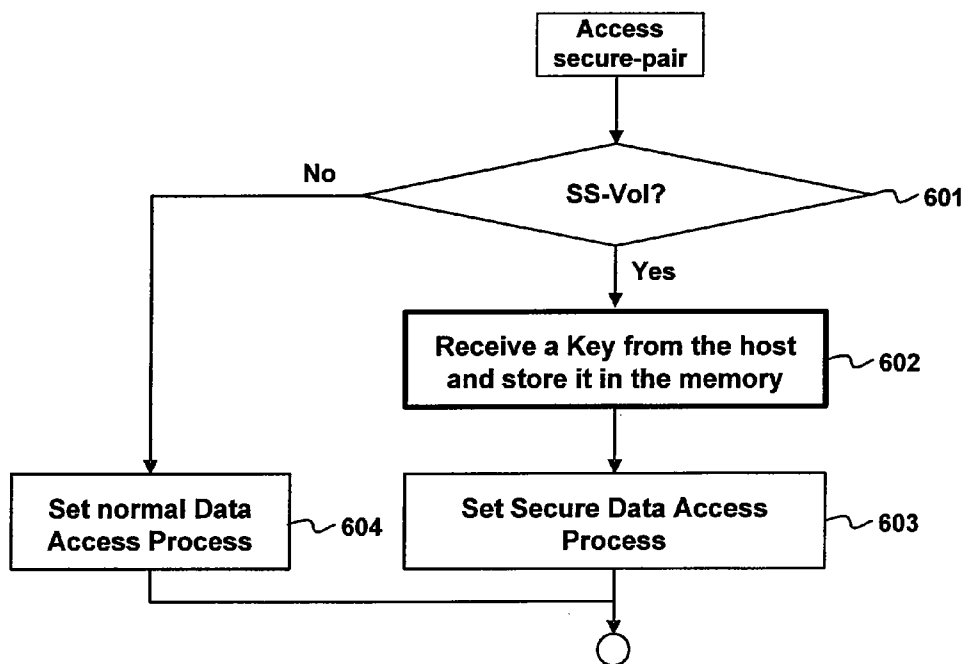 Access
secure-pair
No
SS-Vol?
601
Yes
Receive a Key from the host
and store it in the memory
602
Set normal Data
Access Process
604
Set Secure Data Access
Process
603